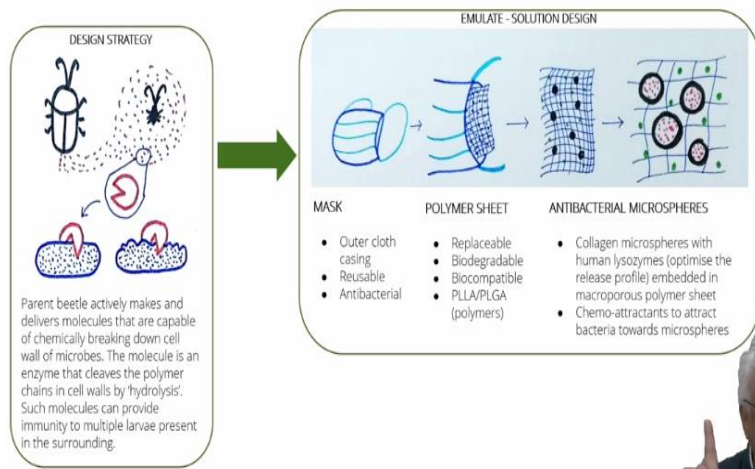 DESIGN STRATEGY
Parent beetle actively makes and
delivers molecules that are capable
of chemically breaking down cell
wall of microbes. The molecule is an
enzyme that cleaves the polymer
chains in cell walls by 'hydrolysis'.
Such molecules can provide
immunity to multiple larvae present
in the surrounding.
EMULATE - SOLUTION DESIGN
MASK
• Outer cloth
casing
• Reusable
• Antibacterial
POLYMER SHEET
• Replaceable
• Biodegradable
• Biocompatible
• PLLA/PLGA
(polymers)
ANTIBACTERIAL MICROSPHERES
• Collagen microspheres with
human lysozymes (optimise the
release profile) embedded in
macroporous polymer sheet
• Chemo-attractants to attract
bacteria towards microspheres